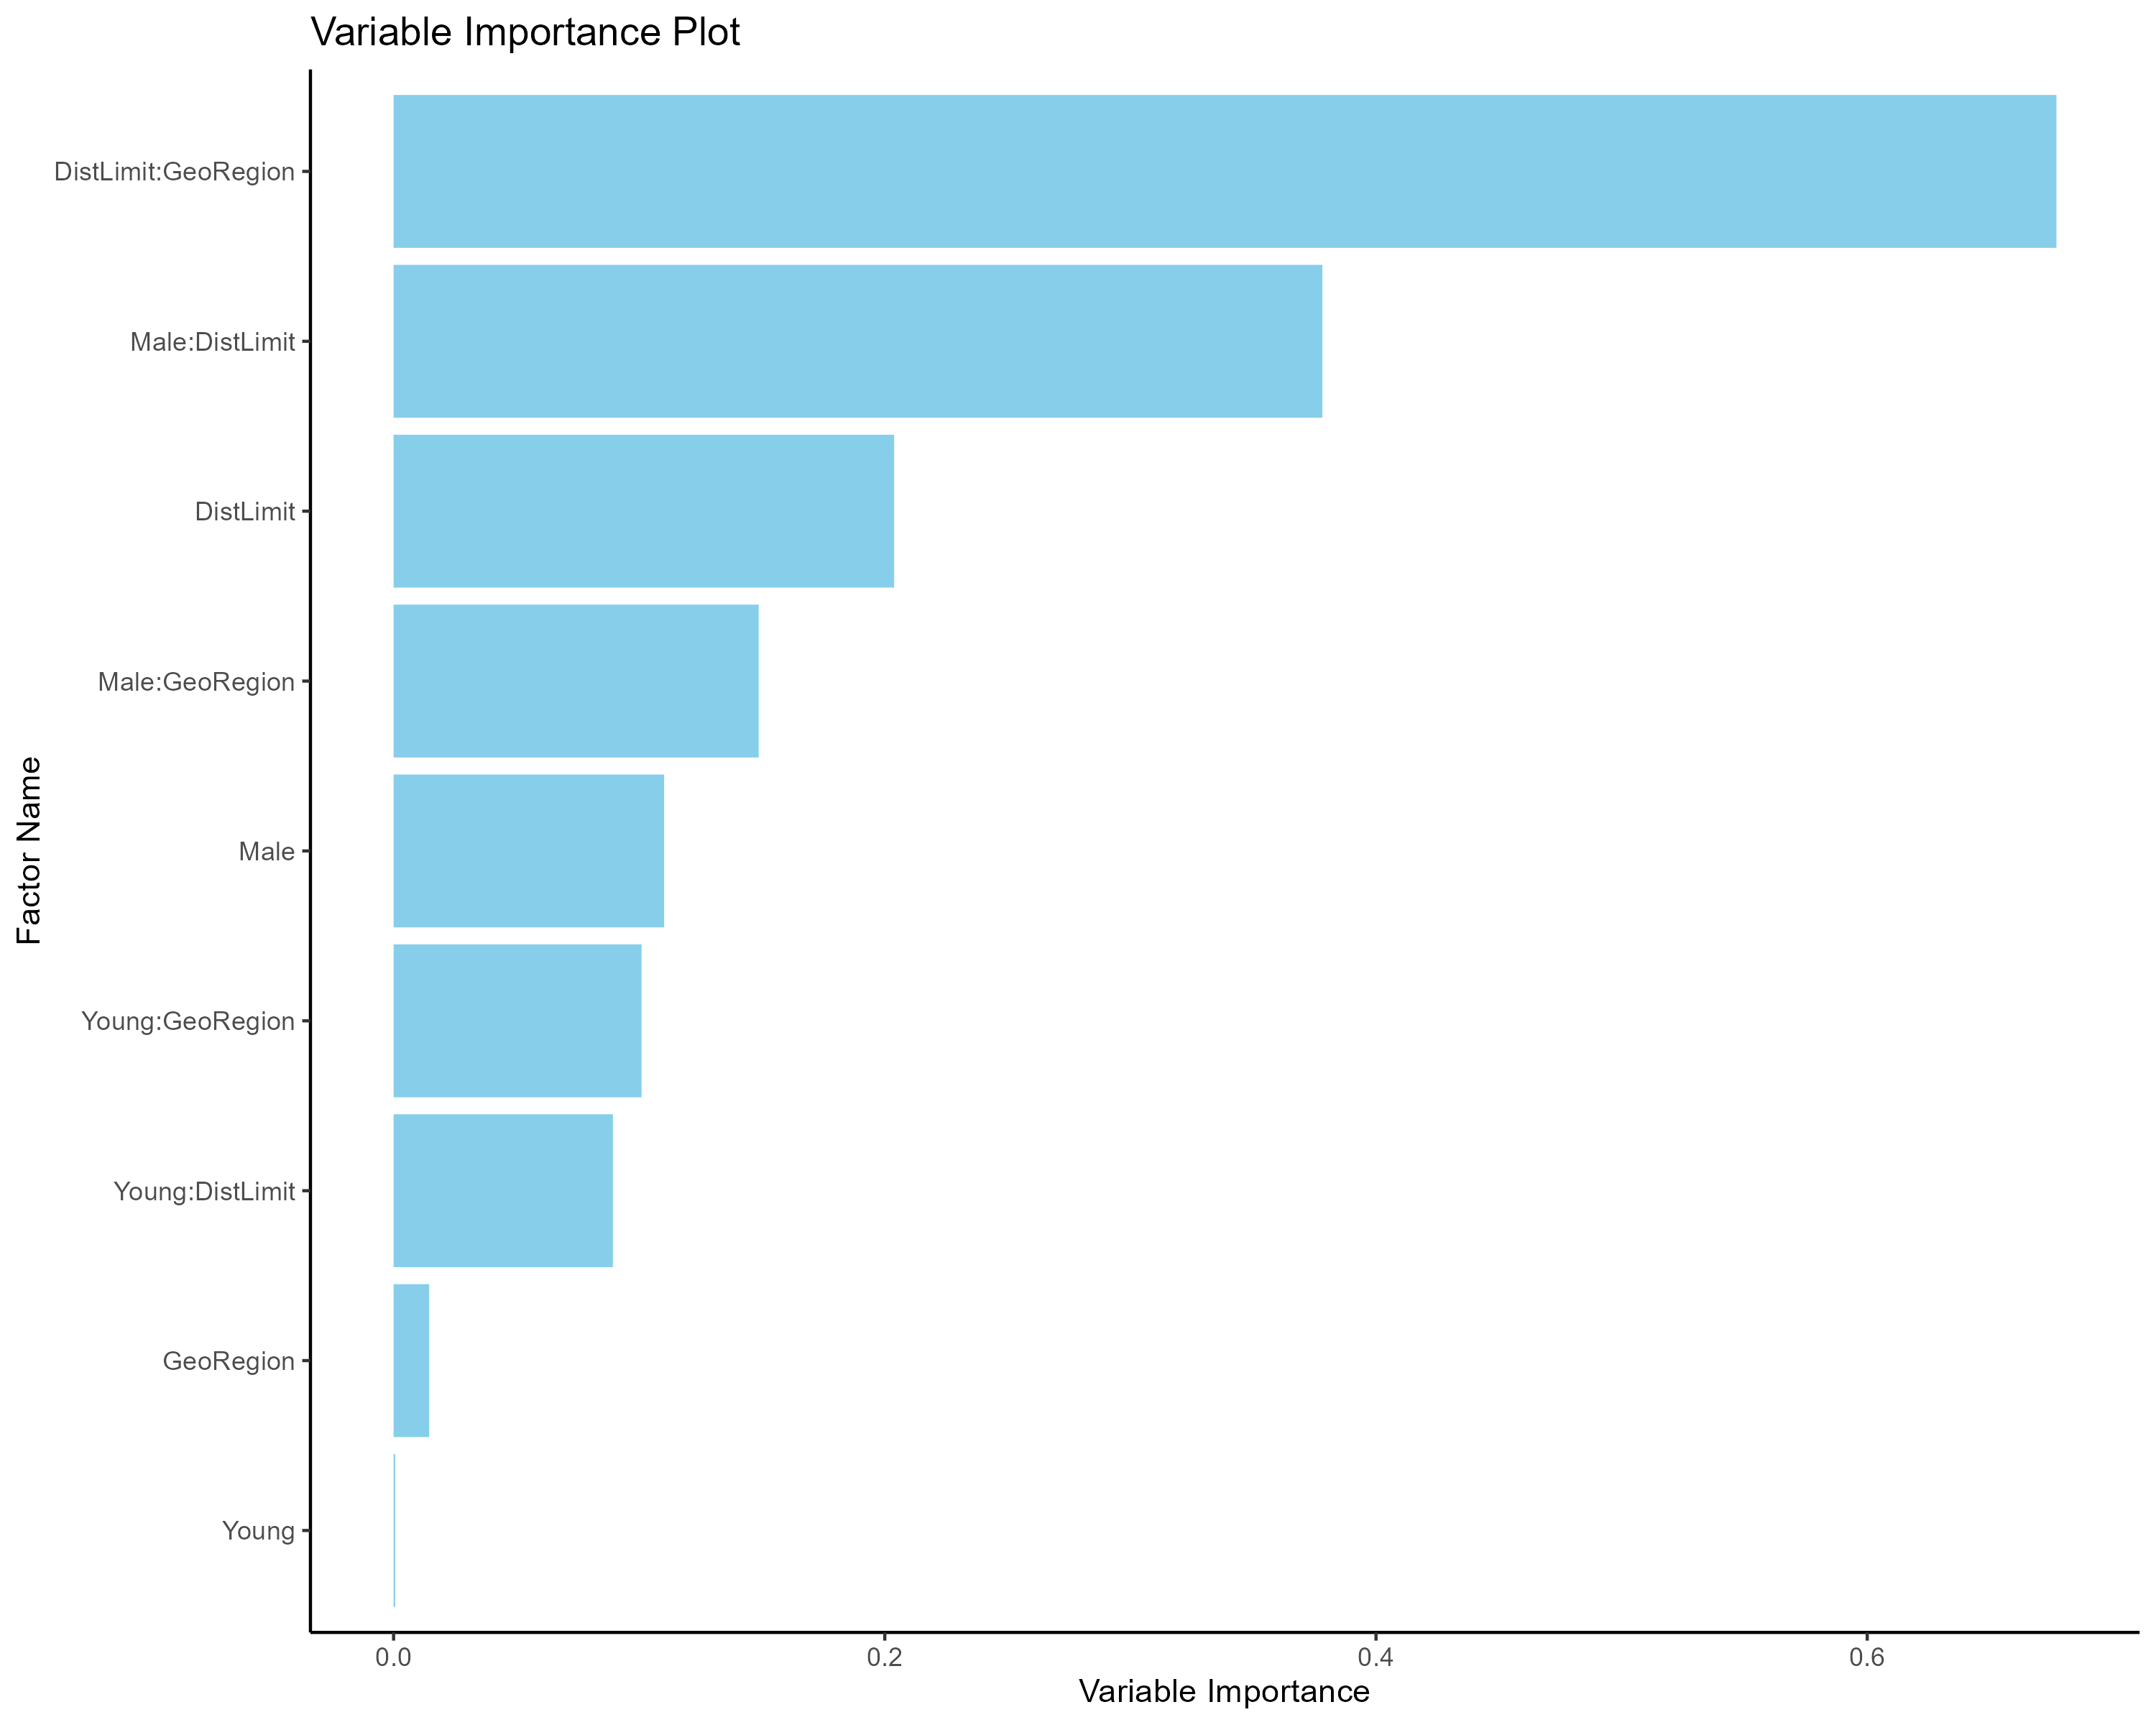 Variable Importance Plot
DistLimit:GeoRegion
Male:DistLimit
DistLimit
Male:GeoRegion
Male
Young:GeoRegion
Young:DistLimit
GeoRegion
Young
Factor Name
0.0 0.2 0.4 0.6
Variable Importance